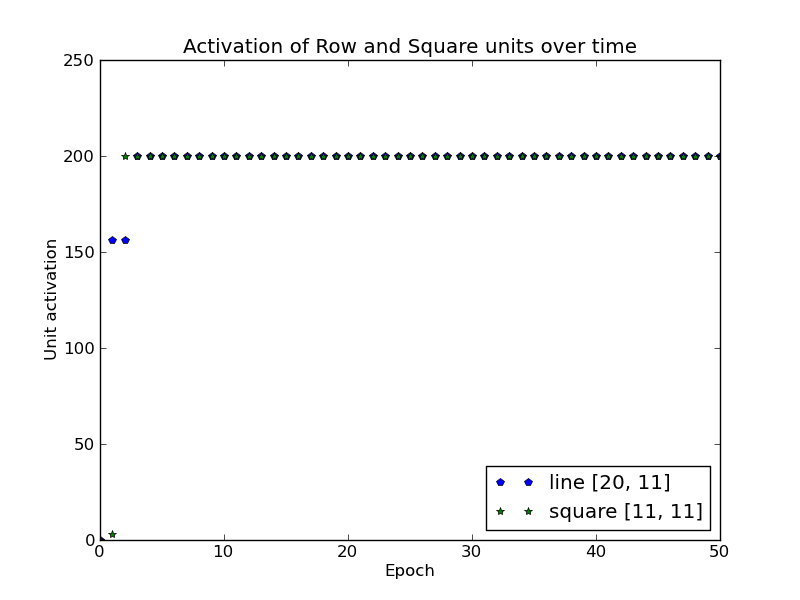 Activation of Row and Square units over time
250
200
150
100
50
0
Unit activation
line [20, 11]
square [11, 11]
0 10 20 30 40 50
Epoch